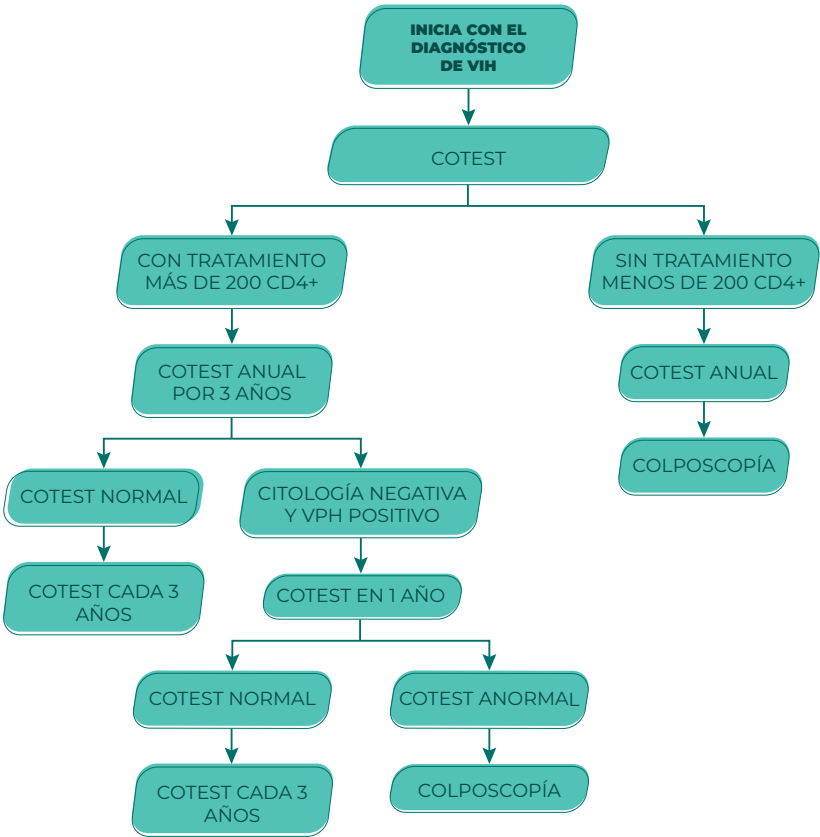 INICIA CON EL
DIAGNÓSTICO
DE VIH
COTEST
CON TRATAMIENTO
MÁS DE 200 CD4+
SIN TRATAMIENTO
MENOS DE 200 CD4+
COTEST ANUAL
POR 3 AÑOS
COTEST ANUAL
COTEST NORMAL
CITOLOGÍA NEGATIVA
Y VPH POSITIVO
COLPOSCOPÍA
COTEST CADA 3
AÑOS
COTEST EN 1 AÑO
COTEST NORMAL
COTEST ANORMAL
COTEST CADA 3
AÑOS
COLPOSCOPÍA